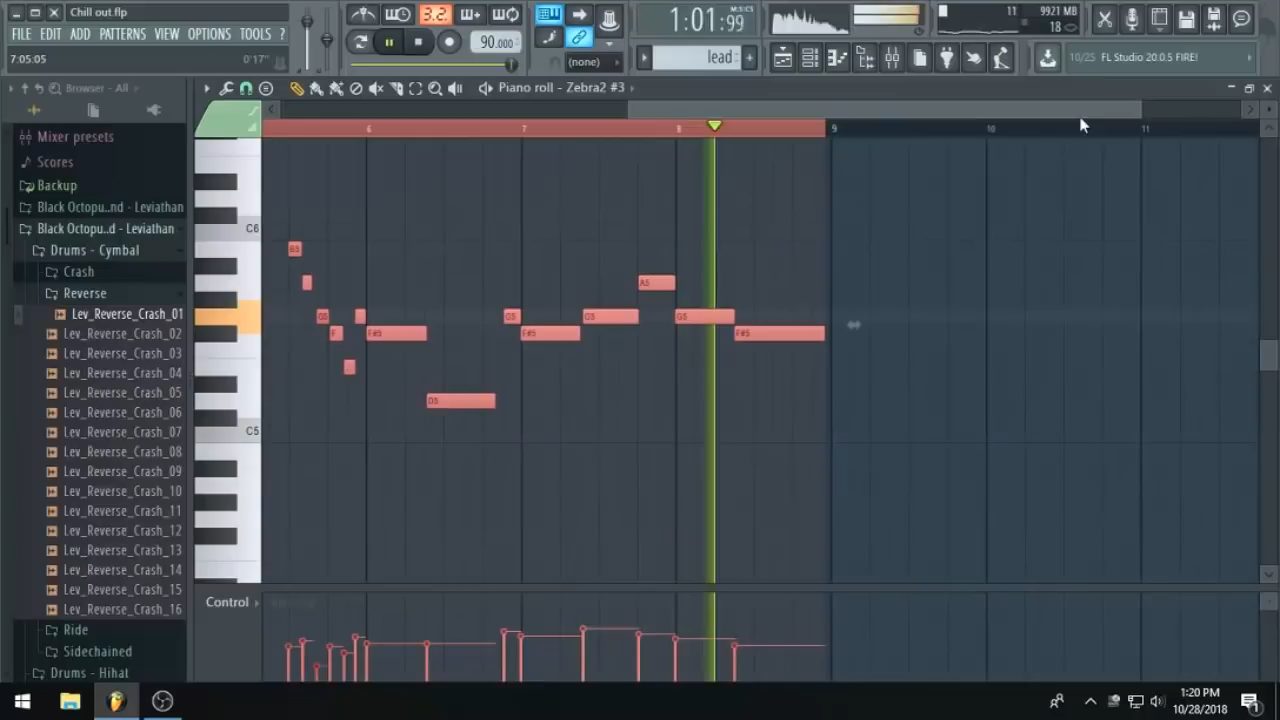 Chill out.flp
FILE EDIT ADD PATTERNS VIEW OPTIONS TOOLS ?
7:05:05 0'17"
3.2.
90.000
(none)
1:01:99
M:S:CS
lead
11 9921 MB
18
10/25 FL Studio 20.0.5 FIRE!
Browser - All
Piano roll - Zebra2 #3
6 7 8 9 10 11
Mixer presets
Scores
Backup
Black Octopu..nd - Leviathan
Black Octopu..d - Leviathan
Drums - Cymbal
Crash
Reverse
Lev_Reverse_Crash_01
Lev_Reverse_Crash_02
Lev_Reverse_Crash_03
Lev_Reverse_Crash_04
Lev_Reverse_Crash_05
Lev_Reverse_Crash_06
Lev_Reverse_Crash_07
Lev_Reverse_Crash_08
Lev_Reverse_Crash_09
Lev_Reverse_Crash_10
Lev_Reverse_Crash_11
Lev_Reverse_Crash_12
Lev_Reverse_Crash_13
Lev_Reverse_Crash_14
Lev_Reverse_Crash_15
Lev_Reverse_Crash_16
Ride
Sidechained
Drums - Hihat
C6
B5
A5
G5 G5 G5 G5
F F#5 F#5 F#5
D5
C5
Control
1:20 PM
10/28/2018